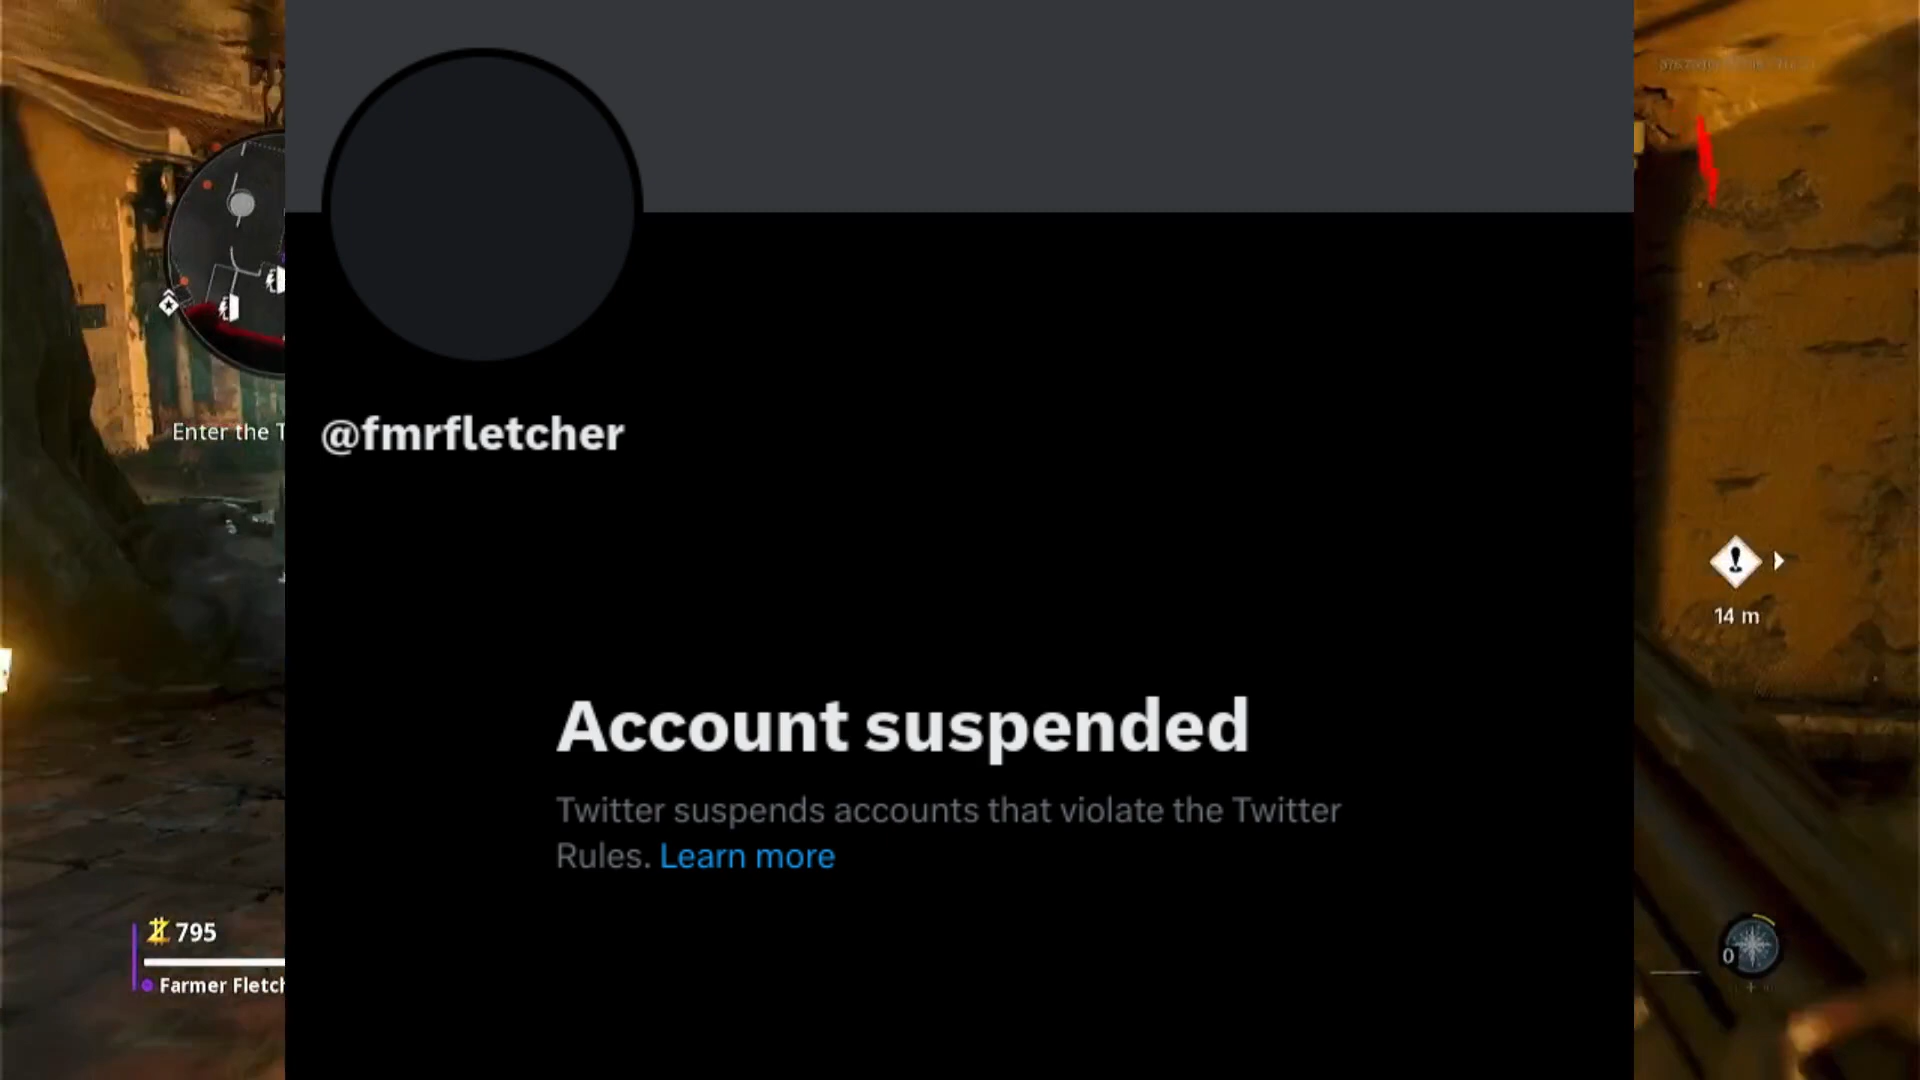 Enter the T
@fmrfletcher
14 m
Account suspended
Twitter suspends accounts that violate the Twitter
Rules. Learn more
795
Farmer Fletch
0